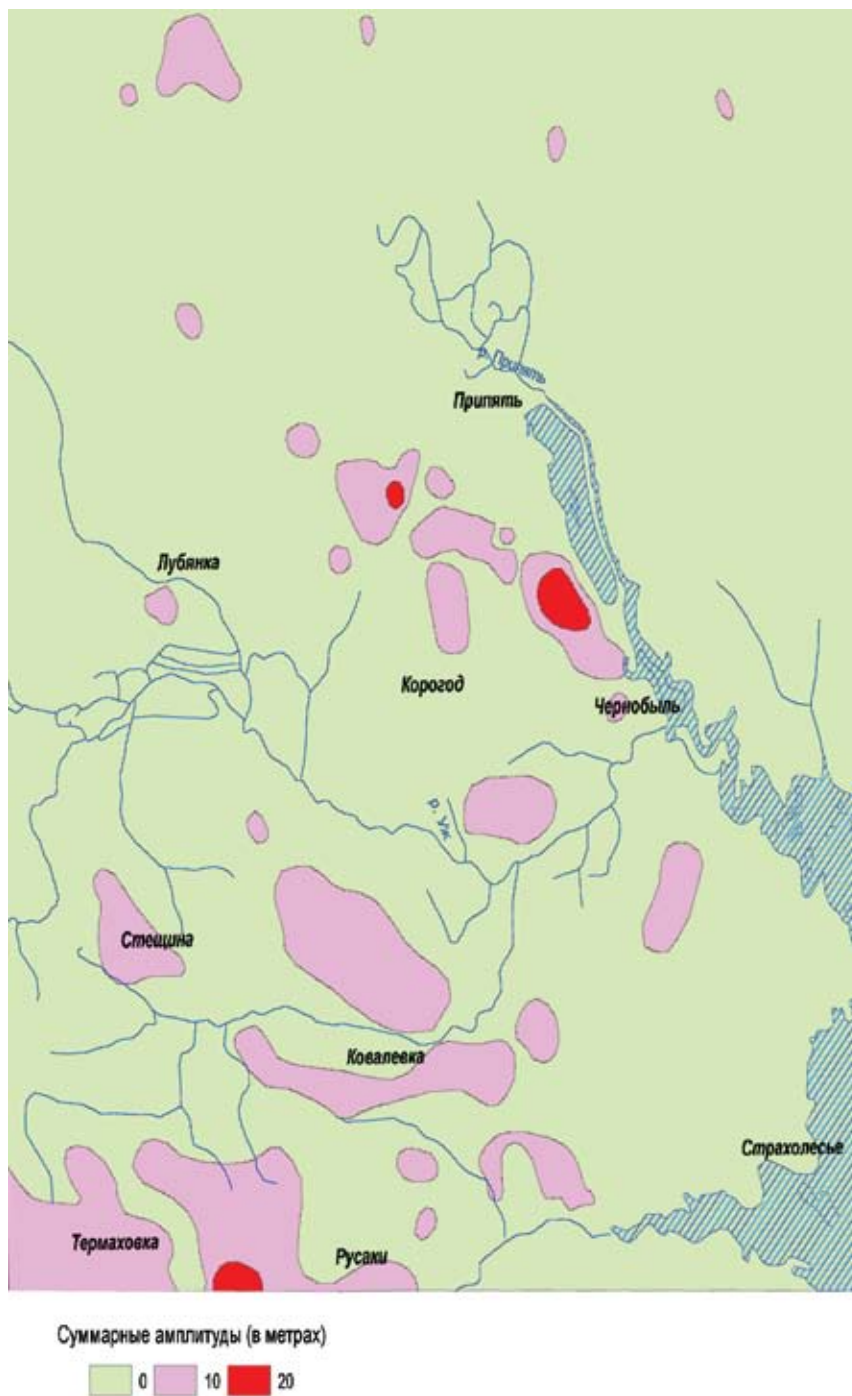 р. Припять
Припять
Лубянка
Корогод
Чернобыль
р. Уж
Стещина
Ковалевка
Страхолесье
Термаховка
Русаки
Суммарные амплитуды (в метрах)
0 10 20